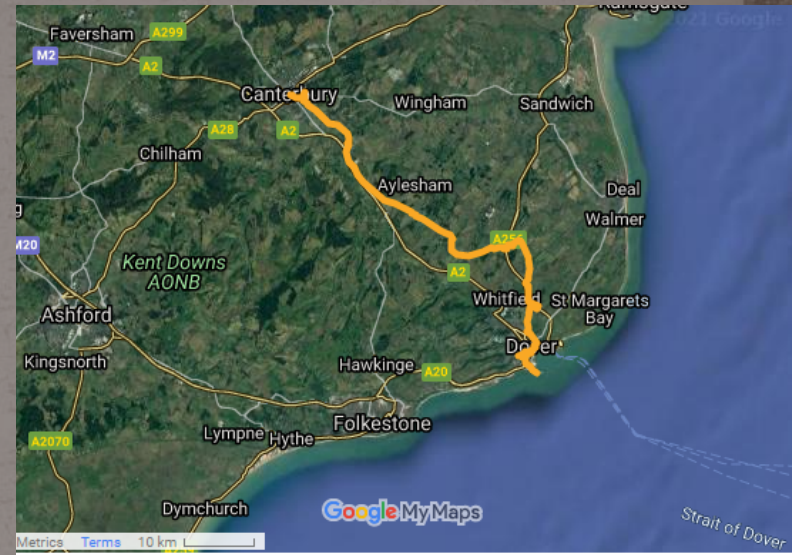 Ramsgate
2021 Google
Faversham
A299
M2
A2
Canterbury
Wingham
Sandwich
A28
A2
Chilham
Aylesham
Deal
Walmer
A256
M20
Kent Downs
AONB
A2
Whitfield
St Margarets
Bay
Ashford
Dover
Kingsnorth
Hawkinge
A20
Folkestone
A2070
Lympne
Hythe
Dymchurch
Google My Maps
Strait of Dover
Metrics Terms 10 km